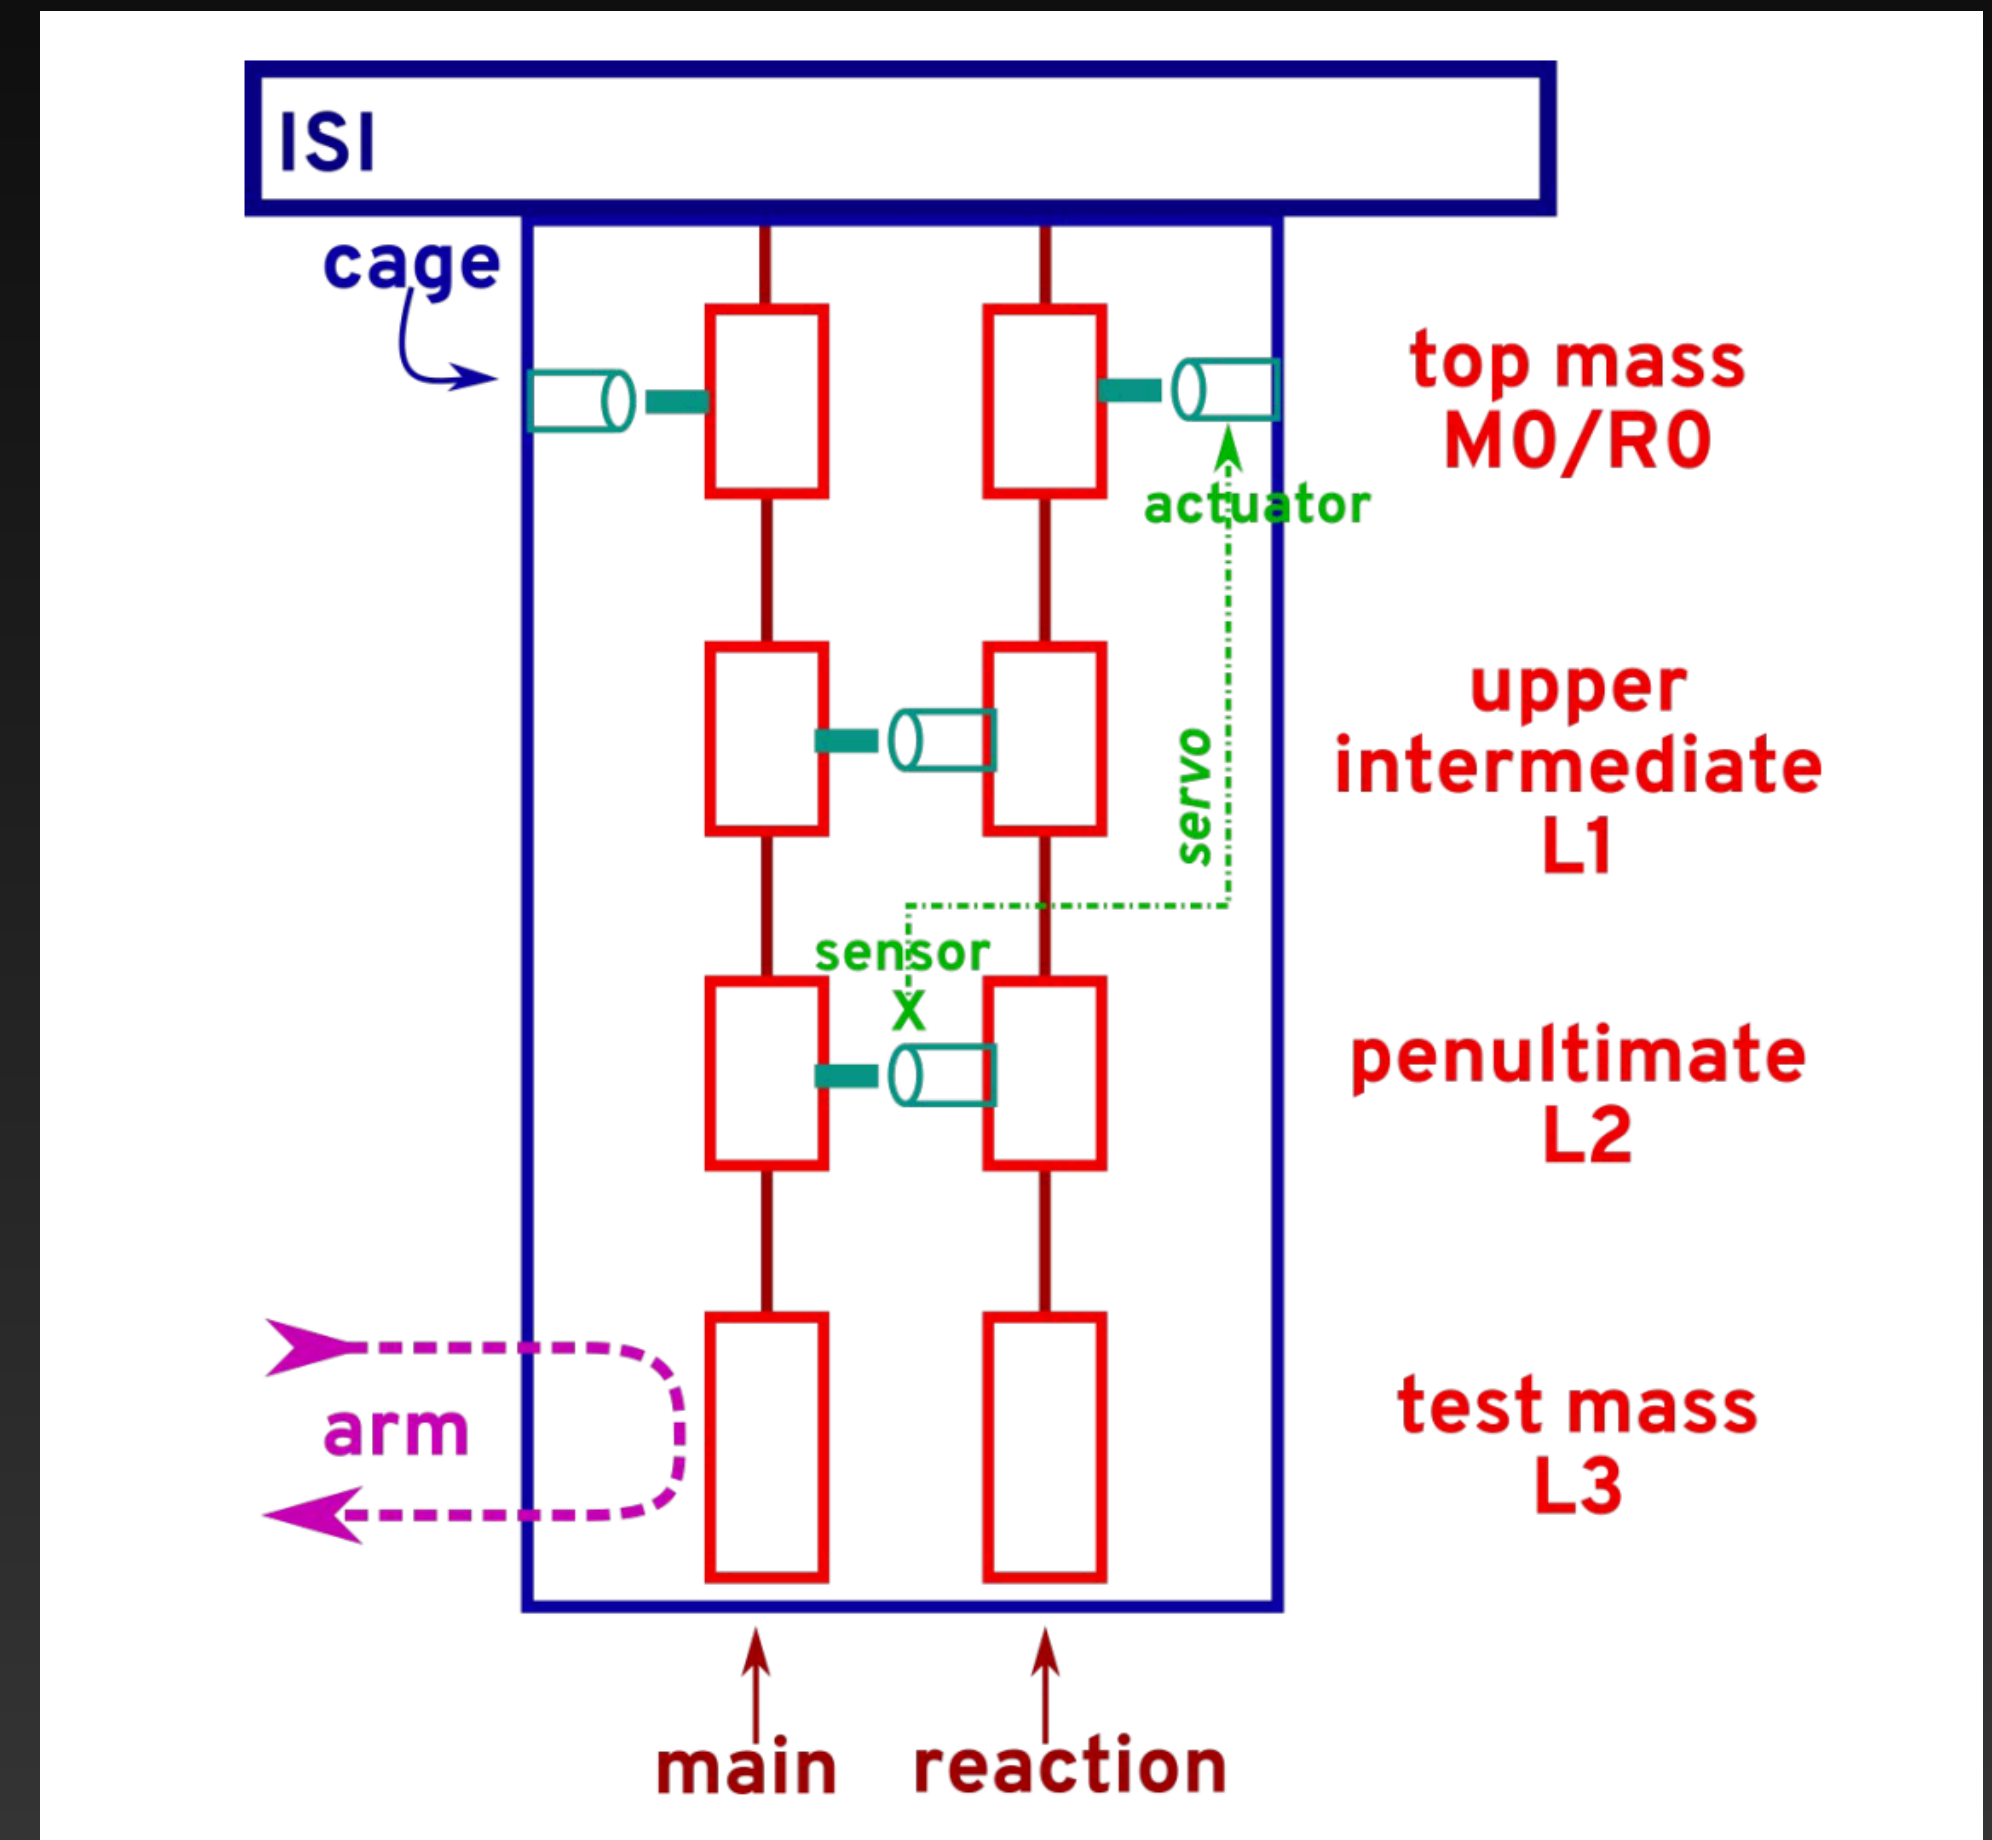 ISI
cage
top mass
M0/R0
actuator
upper
intermediate
L1
servo
sensor
X
penultimate
L2
arm
test mass
L3
main
reaction